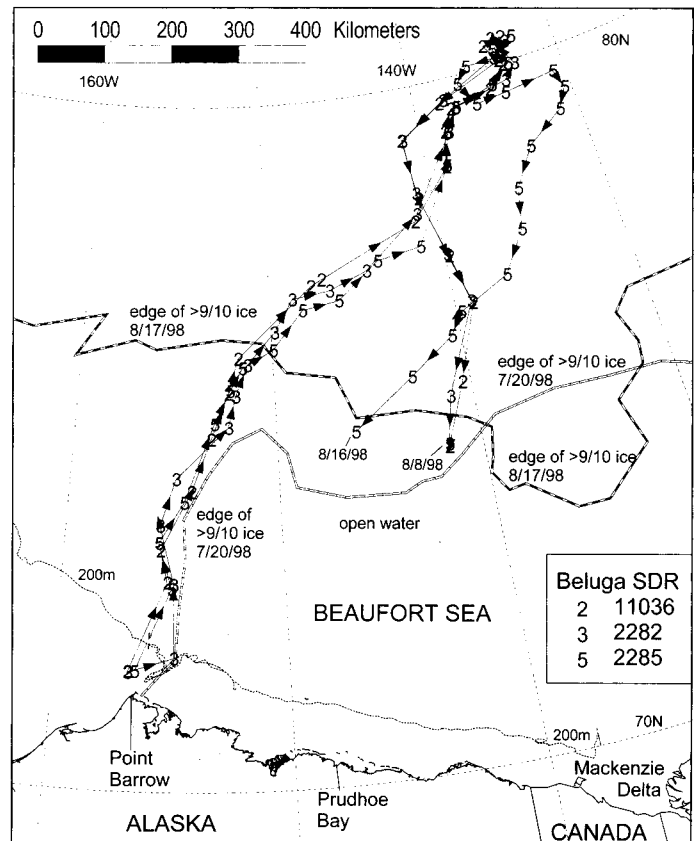 0 100 200 300 400 Kilometers
80N
160W
140W
edge of >9/10 ice
8/17/98
edge of >9/10 ice
7/20/98
8/16/98
8/8/98
edge of >9/10 ice
8/17/98
edge of
>9/10 ice
7/20/98
open water
200m
BEAUFORT SEA
Beluga SDR
2 11036
3 2282
5 2285
70N
200m
Point
Barrow
Prudhoe
Bay
Mackenzie
Delta
ALASKA
CANADA